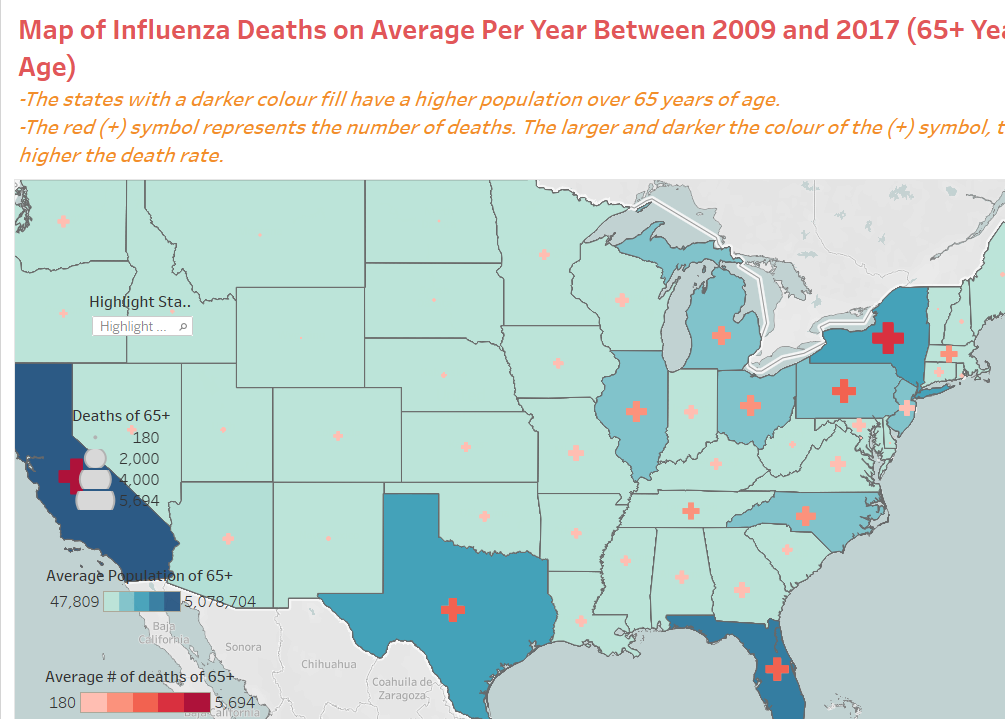 Map of Influenza Deaths on Average Per Year Between 2009 and 2017 (65+ Yea
Age)
-The states with a darker colour fill have a higher population over 65 years of age.
-The red (+) symbol represents the number of deaths. The larger and darker the colour of the (+) symbol, t
higher the death rate.
Highlight Sta..
Highlight ...
Deaths of 65+
180
2,000
4,000
5,694
Average Population of 65+
47,809 5,078,704
Baja
California
Sonora
Chihuahua
Coahuila de
Zaragoza
Average # of deaths of 65+
180 5,694
Baja California